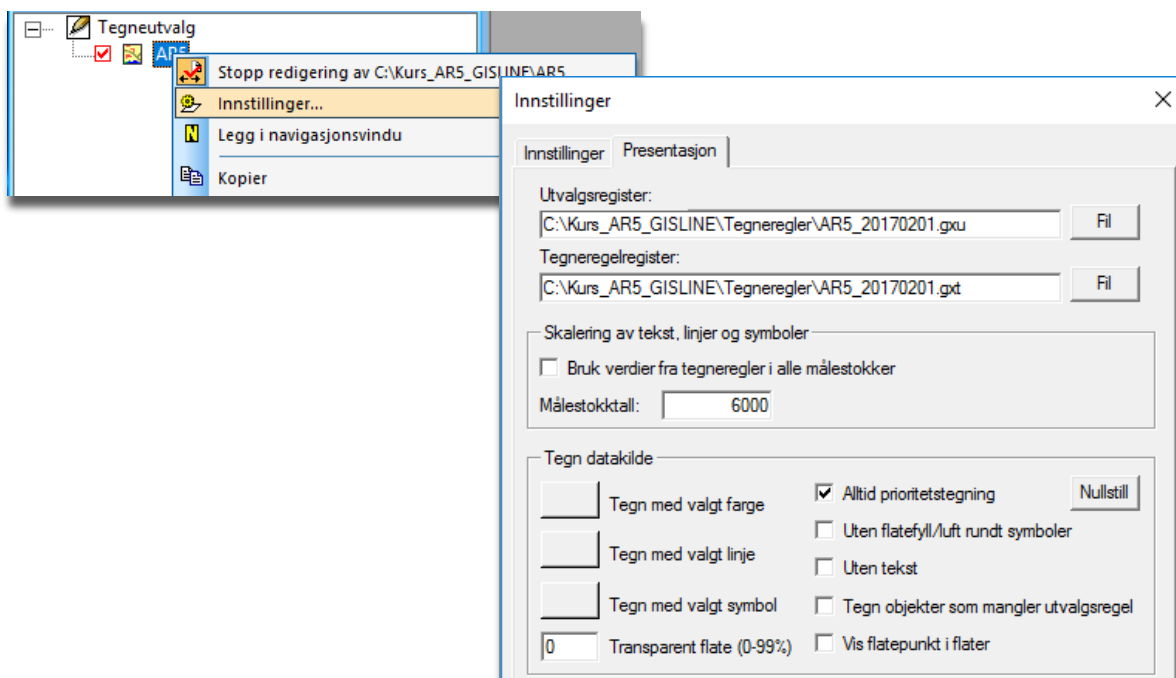 Tegneutvalg
AR5
Stopp redigering av C:\Kurs_AR5_GISLINE\AR5
Innstillinger...
Legg i navigasjonsvindu
Kopier
Innstillinger
Innstillinger Presentasjon
Utvalgsregister:
C:\Kurs_AR5_GISLINE\Tegneregler\AR5_20170201.gxu Fil
Tegneregelregister:
C:\Kurs_AR5_GISLINE\Tegneregler\AR5_20170201.gxt Fil
Skalering av tekst, linjer og symboler
Bruk verdier fra tegneregler i alle målestokker
Målestokktall: 6000
Tegn datakilde
Tegn med valgt farge
Tegn med valgt linje
Tegn med valgt symbol
0 Transparent flate (0-99%)
Alltid prioritetstegning Nullstill
Uten flatefyll/luft rundt symboler
Uten tekst
Tegn objekter som mangler utvalgsregel
Vis flatepunkt i flater